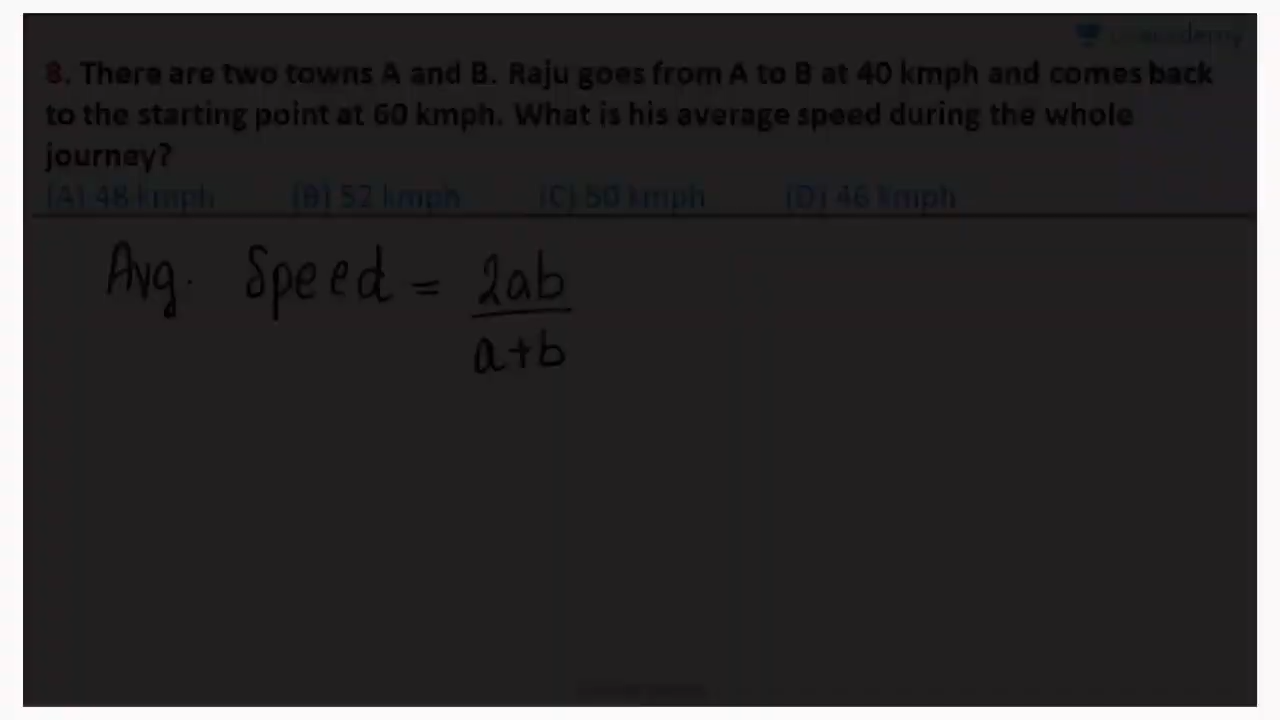 8. There are two towns A and B. Raju goes from A to B at 40 kmph and comes back
to the starting point at 60 kmph. What is his average speed during the whole
journey?
(A) 48 kmph (B) 52 kmph (C) 50 kmph (D) 46 kmph
Avg. Speed = 2ab
a+b